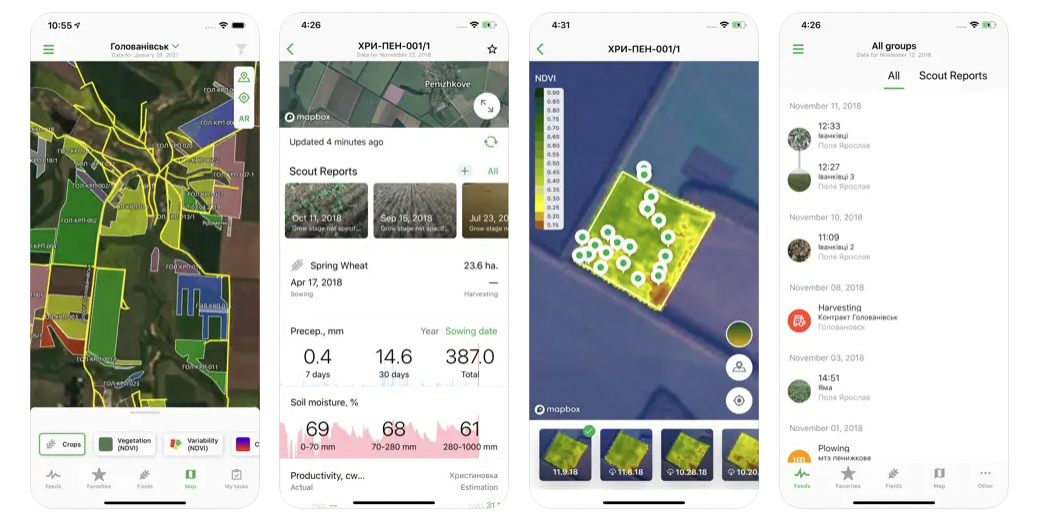 10:55
Голованівськ
Data for January 28, 2021
AR
ГОЛ-КРП-002
ГОЛ-КРП-011
ГОЛ-КРП-023
Crops
Vegetation
(NDVI)
Variability
(NDVI)
Feeds
Favorites
Fields
Map
My tasks
4:26
ХРИ-ПЕН-001/1
Data for November 12, 2018
Penizhkove
mapbox
Updated 4 minutes ago
Scout Reports
All
Oct 11, 2018
Grow stage not specif...
Sep 15, 2018
Grow stage not specif...
Jul 23, 20
Grow stage
Spring Wheat
23.6 ha.
Apr 17, 2018
—
Sowing
Harvesting
Precep., mm
Year
Sowing date
0.4
14.6
387.0
7 days
30 days
Total
Soil moisture, %
69
68
61
0-70 mm
70-280 mm
280-1000 mm
Productivity, cw...
Христиновка
Actual
Estimation
max
max 31
4:31
ХРИ-ПЕН-001/1
NDVI
0.90
0.85
0.80
0.75
0.70
0.65
0.60
0.55
0.50
0.45
0.40
0.35
0.30
0.25
0.20
0.15
mapbox
11.9.18
11.8.18
10.28.18
10.20.
4:26
All groups
Data for November 12, 2018
All
Scout Reports
November 11, 2018
12:33
Іванківці
Поля Ярослав
12:27
Іванківці 3
Поля Ярослав
November 10, 2018
11:09
Іванківці 2
Поля Ярослав
November 08, 2018
Harvesting
Контракт Голованівськ
Головановск
November 03, 2018
14:51
Яма
Поля Ярослав
November 01, 2018
Plowing
мтз пенижкове
Feeds
Favorites
Fields
Map
Other